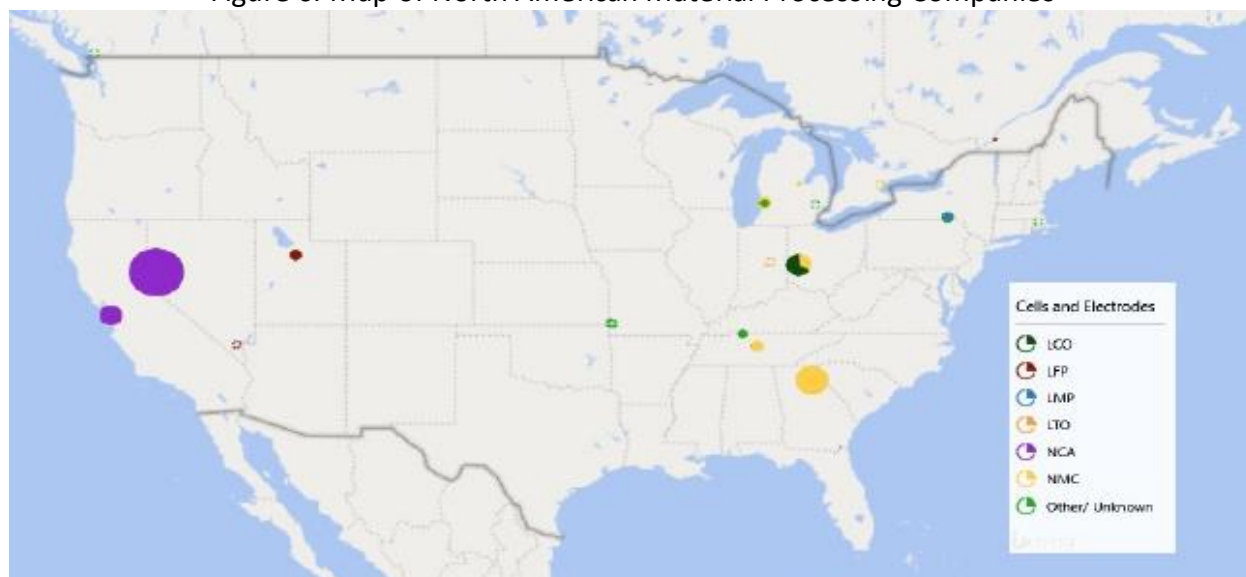 Figure 6. Map of North American Material Processing Companies
Cells and Electrodes
LCO
LFP
LMP
LTO
NCA
NMC
Other/ Unknown